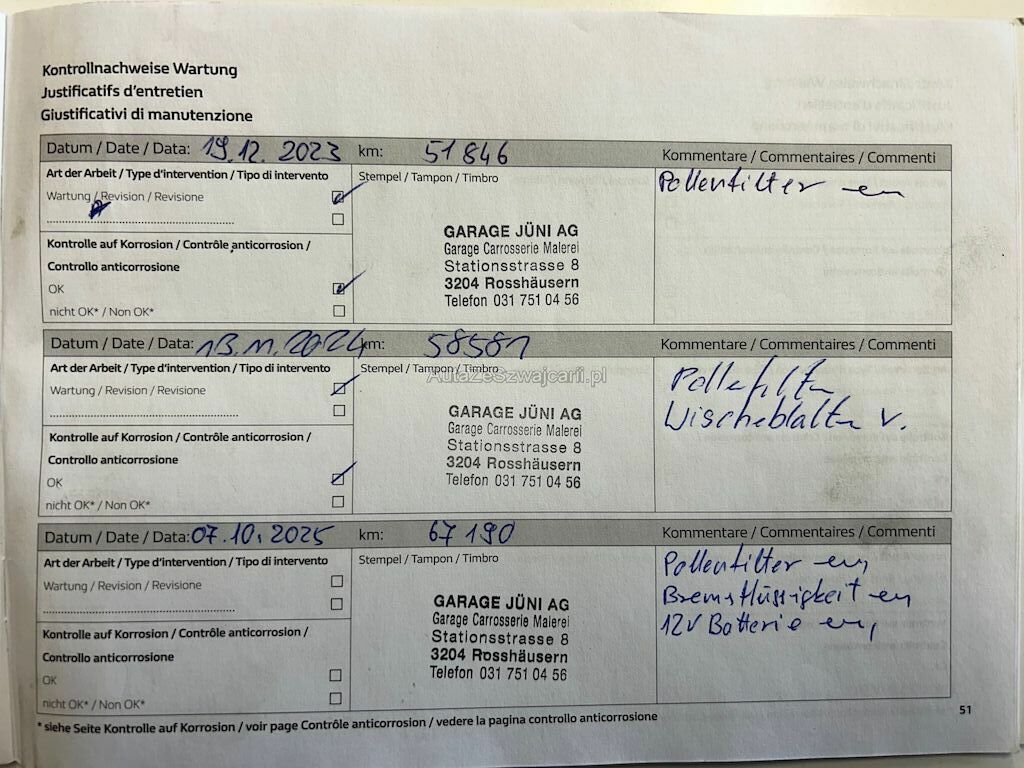 Kontrollnachweise Wartung
Justificatifs d'entretien
Giustificativi di manutenzione
Datum / Date / Data: 19.12.2023 km: 51 846 Kommentare / Commentaires / Commenti
Art der Arbeit / Type d'intervention / Tipo di intervento Stempel / Tampon / Timbro Pollenfilter
Wartung / Revision / Revisione
Kontrolle auf Korrosion / Contrôle anticorrosion /
Controllo anticorrosione
OK
nicht OK* / Non OK*
GARAGE JÜNI AG
Garage Carrosserie Malerei
Stationsstrasse 8
3204 Rosshäusern
Telefon 031 751 04 56
Datum / Date / Data: 13.11.2024 km: 58581 Kommentare / Commentaires / Commenti
Art der Arbeit / Type d'intervention / Tipo di intervento Stempel / Tampon / Timbro
AutaZeSzwajcarii.pl
Wartung / Revision / Revisione
Kontrolle auf Korrosion / Contrôle anticorrosion /
Controllo anticorrosione
OK
nicht OK* / Non OK*
GARAGE JÜNI AG
Garage Carrosserie Malerei
Stationsstrasse 8
3204 Rosshäusern
Telefon 031 751 04 56
v.
Datum / Date / Data: 07.10.2025 km: 67 190 Kommentare / Commentaires / Commenti
Art der Arbeit / Type d'intervention / Tipo di intervento Stempel / Tampon / Timbro
Wartung / Revision / Revisione
Kontrolle auf Korrosion / Contrôle anticorrosion /
Controllo anticorrosione
OK
nicht OK* / Non OK*
GARAGE JÜNI AG
Garage Carrosserie Malerei
Stationsstrasse 8
3204 Rosshäusern
Telefon 031 751 04 56
Pollenfilter
Bremsflüssigkeit
12V Batterie
* siehe Seite Kontrolle auf Korrosion / voir page Contrôle anticorrosion / vedere la pagina controllo anticorrosione
51